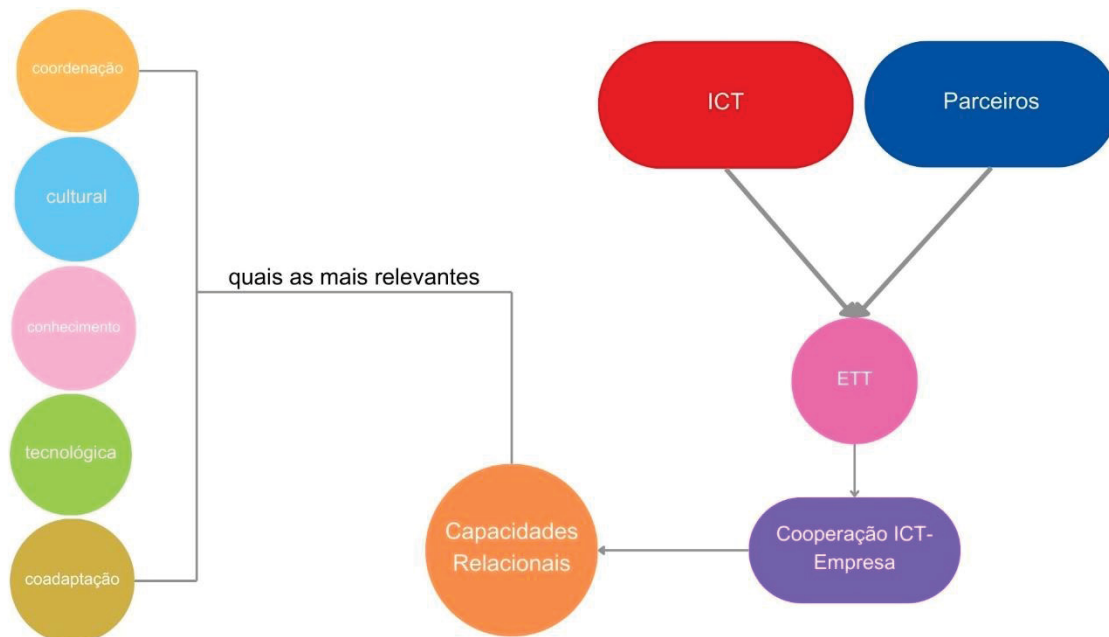 coordenação
cultural
conhecimento
tecnológica
coadaptação
quais as mais relevantes
ICT
Parceiros
ETT
Cooperação ICT-
Empresa
Capacidades
Relacionais